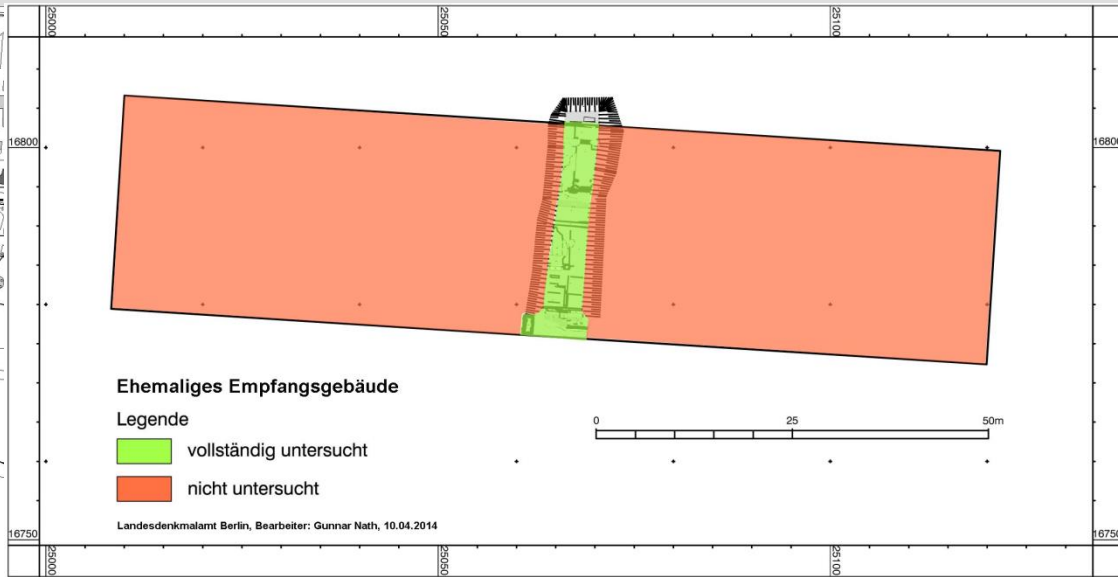 25000
25050
25100
16800
16800
Ehemaliges Empfangsgebäude
Legende
vollständig untersucht
nicht untersucht
0
25
50m
Landesdenkmalamt Berlin, Bearbeiter: Gunnar Nath, 10.04.2014
16750
16750
25000
25050
25100